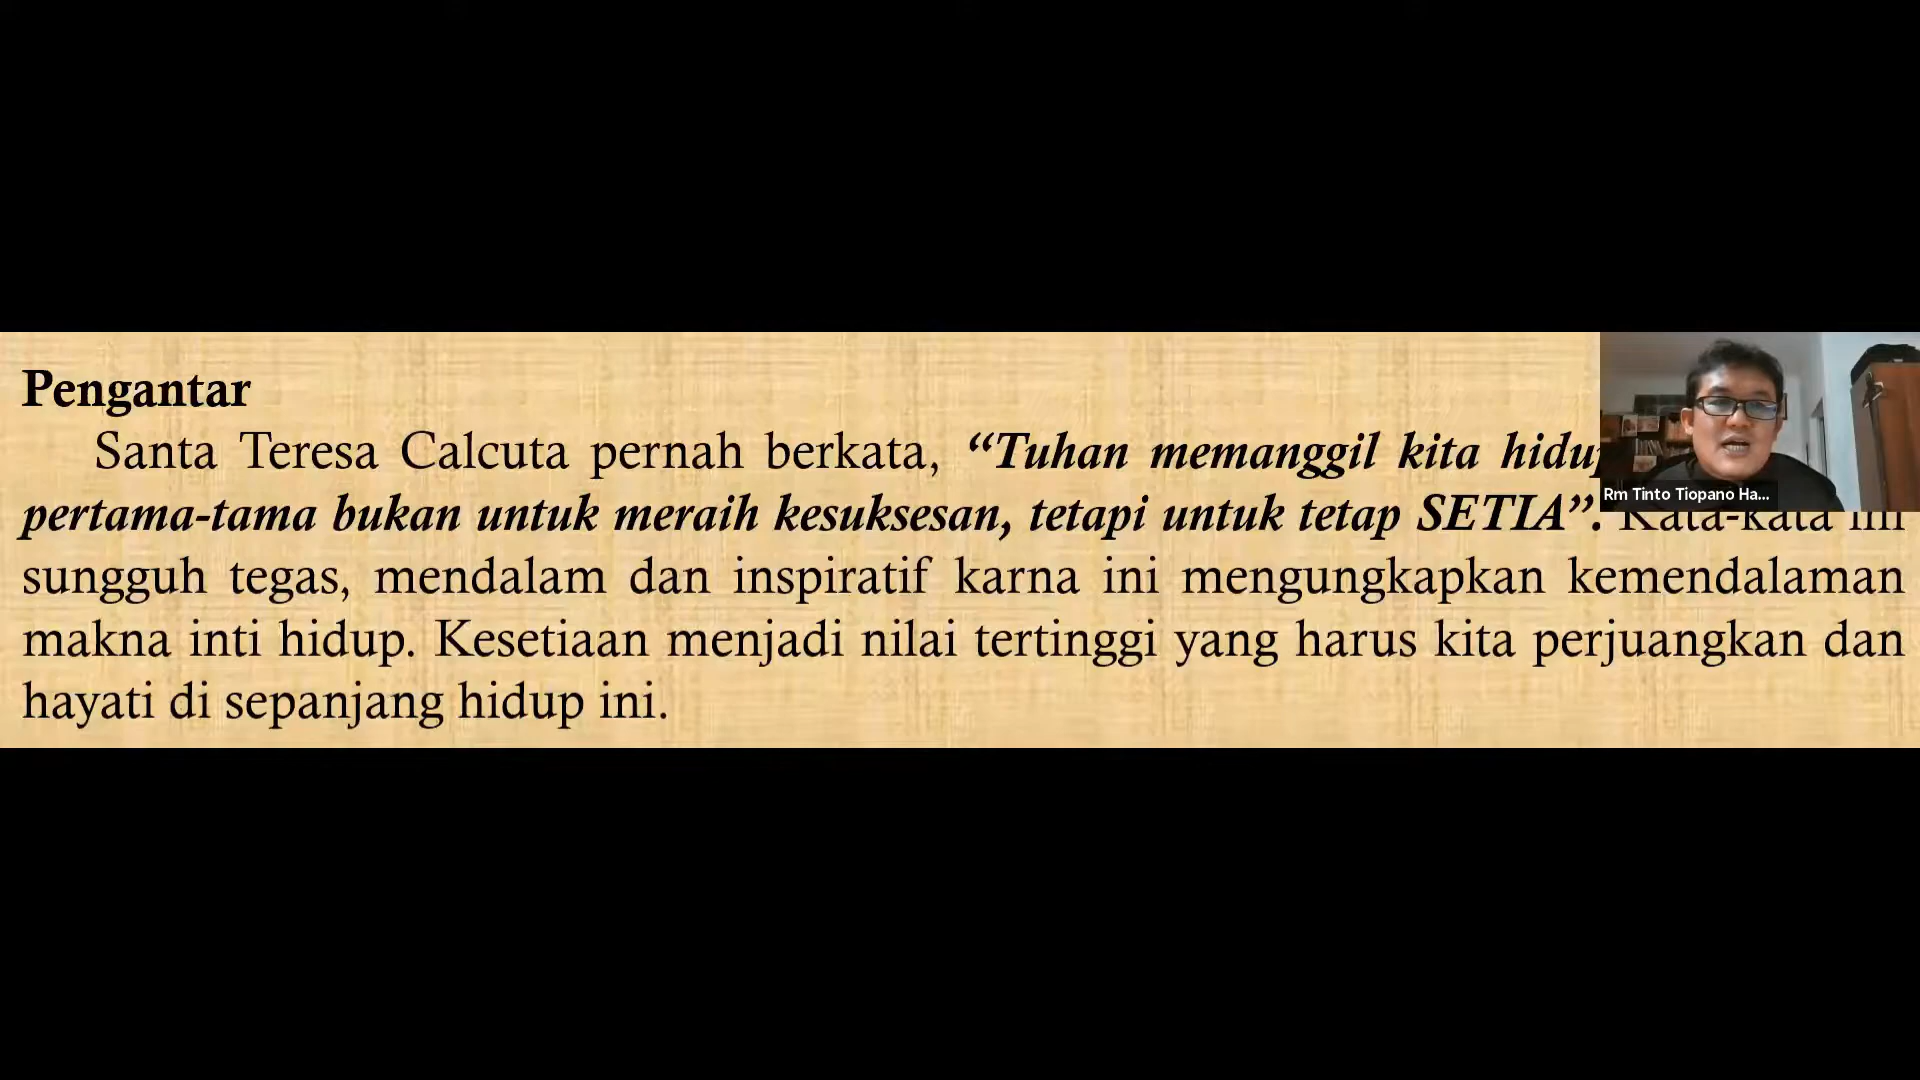 Pengantar
Santa Teresa Calcuta pernah berkata, “Tuhan memanggil kita
pertama-tama bukan untuk meraih kesuksesan, tetapi untuk tetap SETIA”. Kata-kata ini
sungguh tegas, mendalam dan inspiratif karna ini mengungkapkan kemendalaman
makna inti hidup. Kesetiaan menjadi nilai tertinggi yang harus kita perjuangkan dan
hayati di sepanjang hidup ini.
Rm Tinto Tiopano Ha...